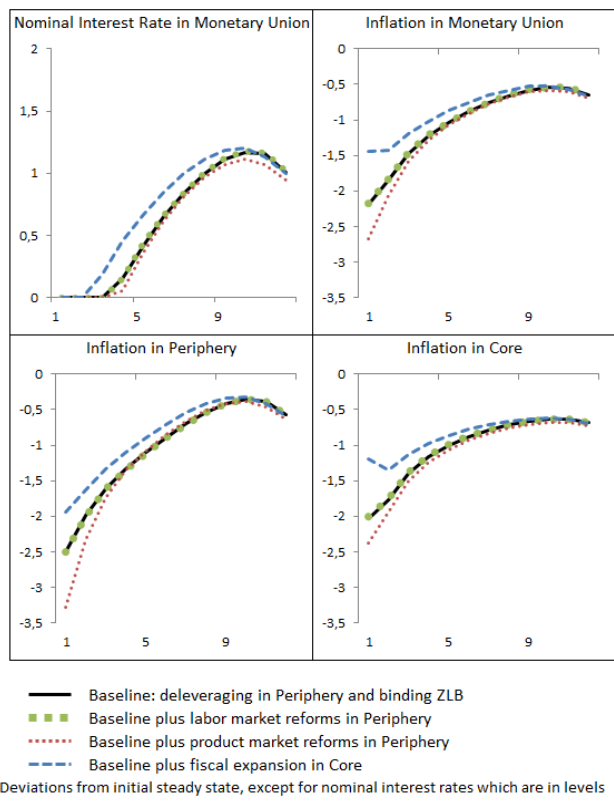 Nominal Interest Rate in Monetary Union
2
1,5
1
0,5
0
1 5 9
Inflation in Monetary Union
0
-0,5
-1
-1,5
-2
-2,5
-3
-3,5
1 5 9
Inflation in Periphery
0
-0,5
-1
-1,5
-2
-2,5
-3
-3,5
1 5 9
Inflation in Core
0
-0,5
-1
-1,5
-2
-2,5
-3
-3,5
1 5 9
Baseline: deleveraging in Periphery and binding ZLB
Baseline plus labor market reforms in Periphery
Baseline plus product market reforms in Periphery
Baseline plus fiscal expansion in Core
Deviations from initial steady state, except for nominal interest rates which are in levels